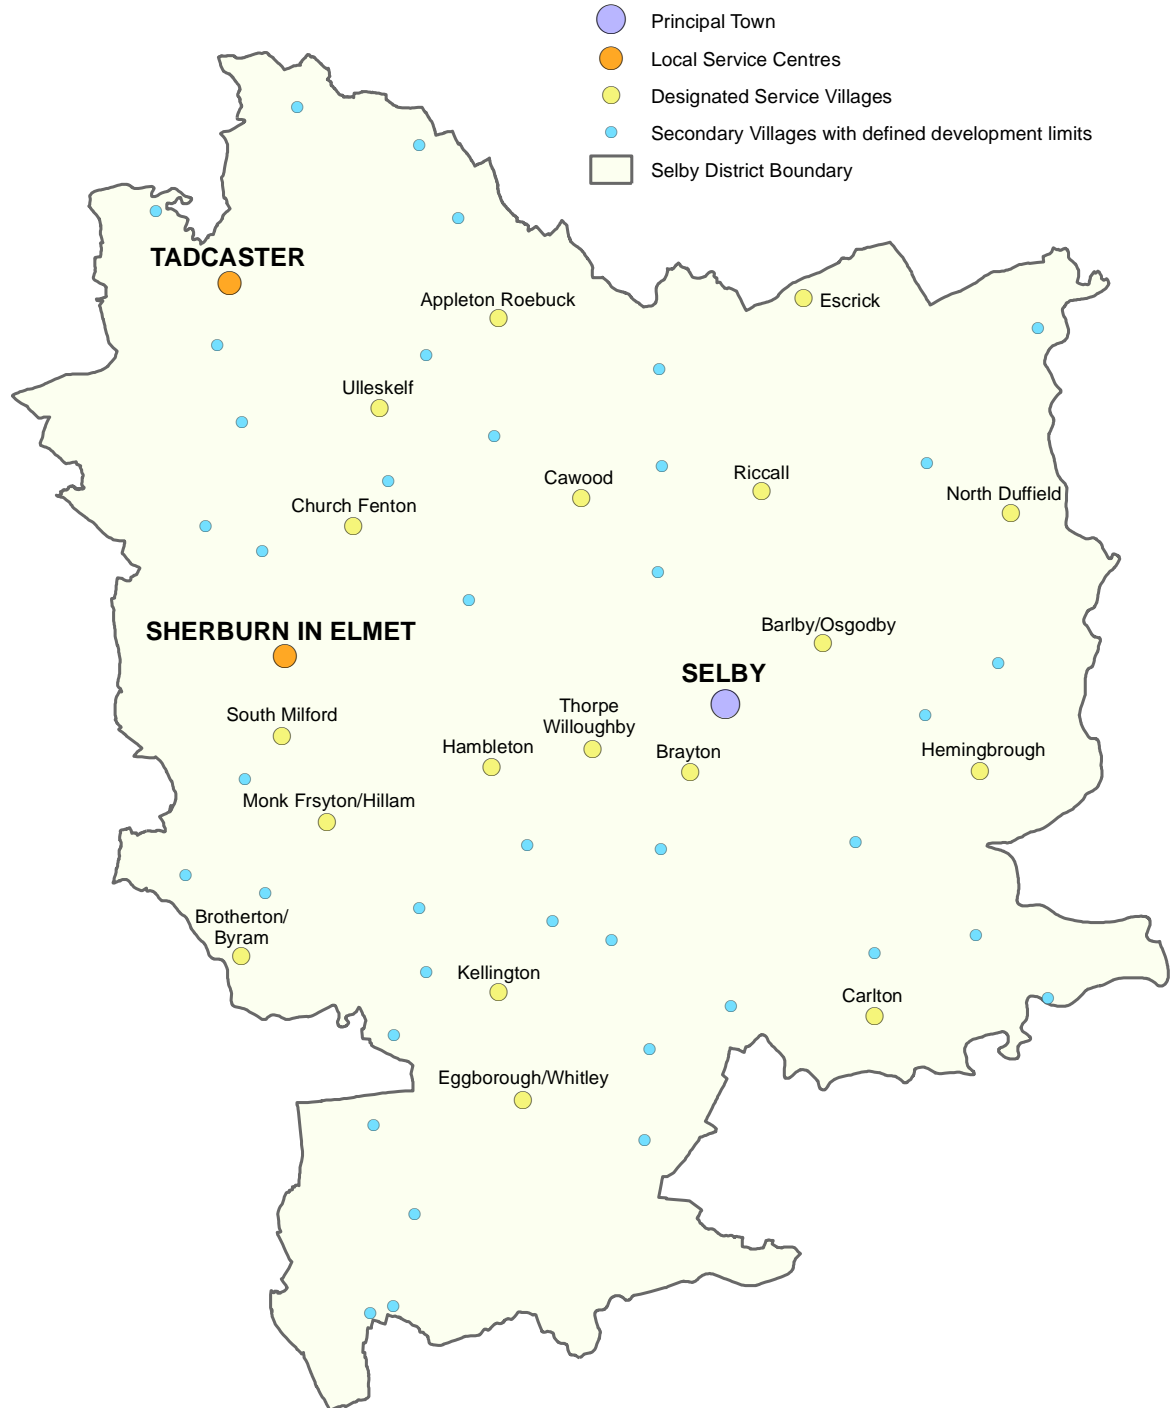 Principal Town
Local Service Centres
Designated Service Villages
Secondary Villages with defined development limits
Selby District Boundary
TADCASTER
Appleton Roebuck
Escrick
Ulleskelf
Cawood
Riccall
North Duffield
Church Fenton
Barlby/Osgodby
SHERBURN IN ELMET
SELBY
South Milford
Thorpe
Willoughby
Hambleton
Brayton
Hemingbrough
Monk Frsyton/Hillam
Brotherton/
Byram
Kellington
Carlton
Eggborough/Whitley